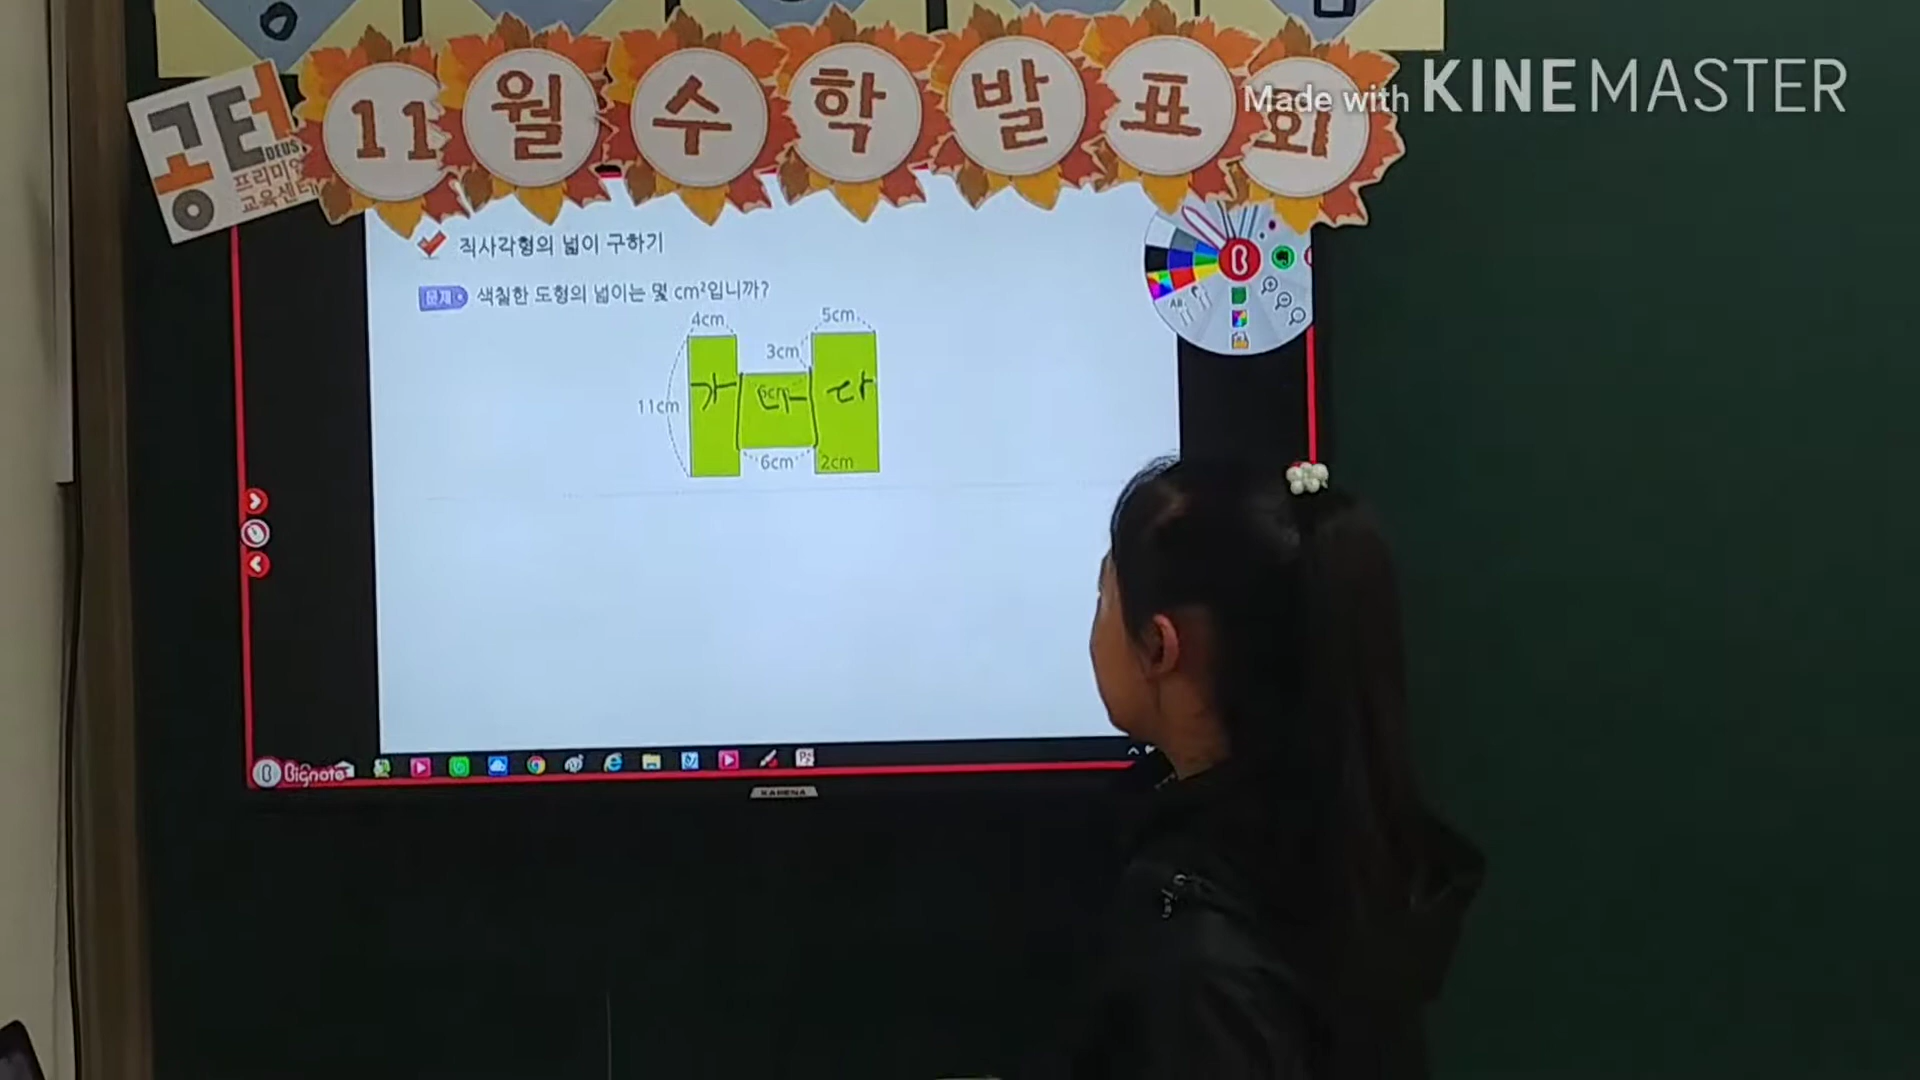 11월 수학 발표회
Made with KINEMASTER
공터
DEUS
프리미엄
교육센터
직사각형의 넓이 구하기
문제 색칠한 도형의 넓이는 몇 cm²입니까?
4cm 5cm
3cm
가 나 다
6cm
11cm
6cm 2cm
Bignote
KAMENA